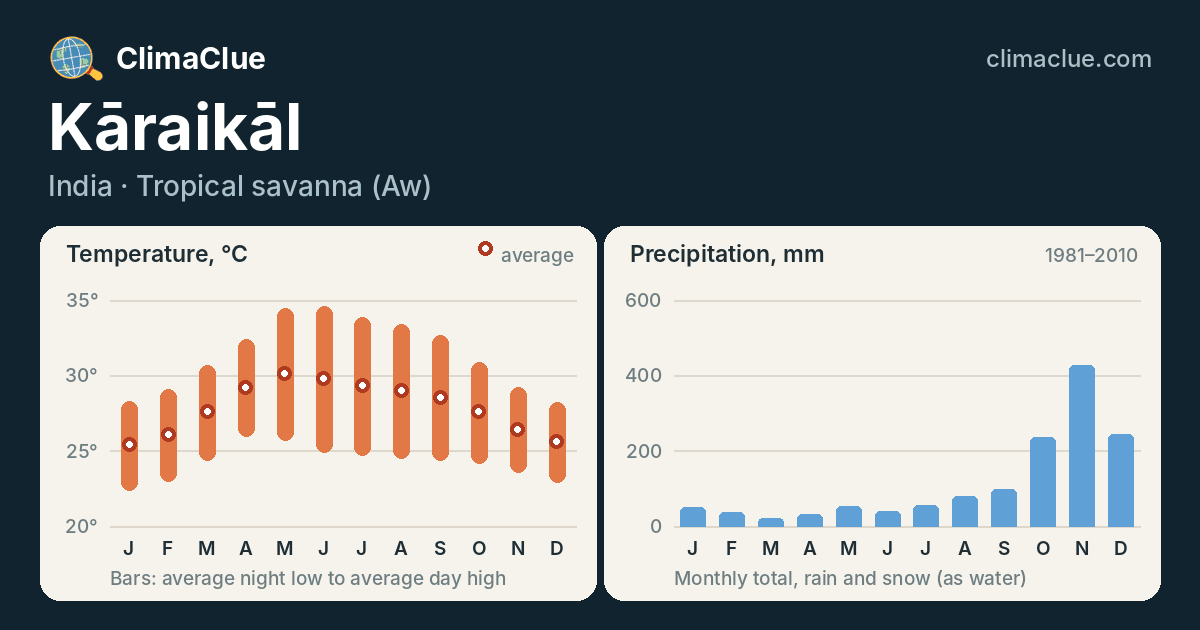 ClimaClue
climaclue.com
Kāraikāl
India · Tropical savanna (Aw)
Temperature, °C
average
35°
30°
25°
20°
J F M A M J J A S O N D
Bars: average night low to average day high
Precipitation, mm
1981–2010
600
400
200
0
J F M A M J J A S O N D
Monthly total, rain and snow (as water)